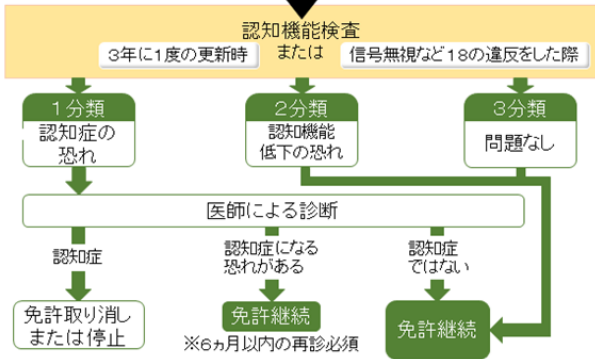 認知機能検査
3年に1度の更新時 または 信号無視など18の違反をした際
1分類
認知症の
恐れ
2分類
認知機能
低下の恐れ
3分類
問題なし
医師による診断
認知症
認知症になる
恐れがある
認知症
ではない
免許取り消し
または停止
免許継続
※6ヵ月以内の再診必須
免許継続